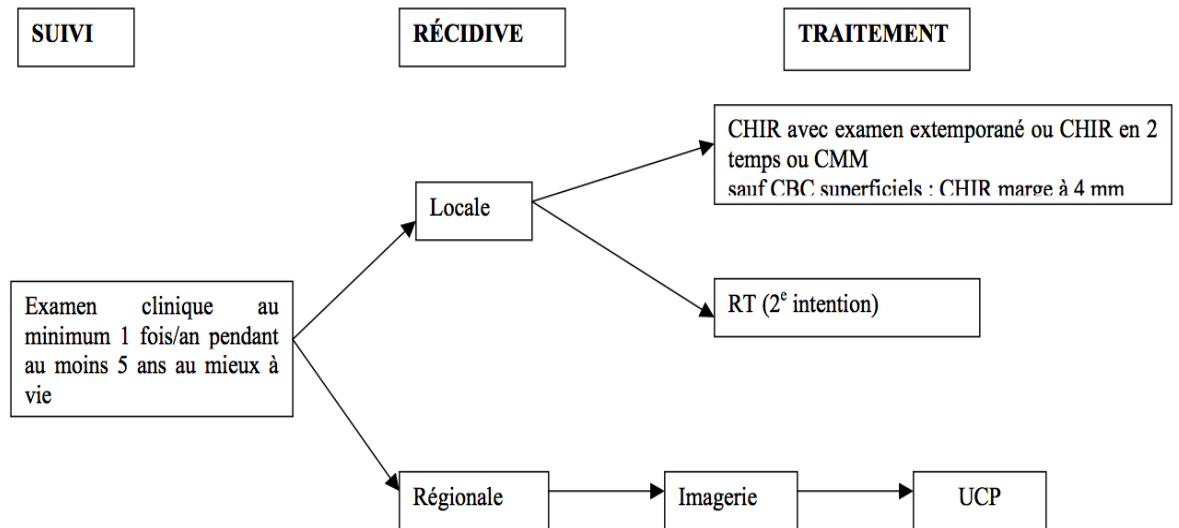 SUIVI
RÉCIDIVE
TRAITEMENT
CHIR avec examen extemporané ou CHIR en 2
temps ou CMM
sauf CBC superficiels : CHIR marge à 4 mm
Locale
Examen clinique au
minimum 1 fois/an pendant
au moins 5 ans au mieux à
vie
RT (2e intention)
Régionale
Imagerie
UCP